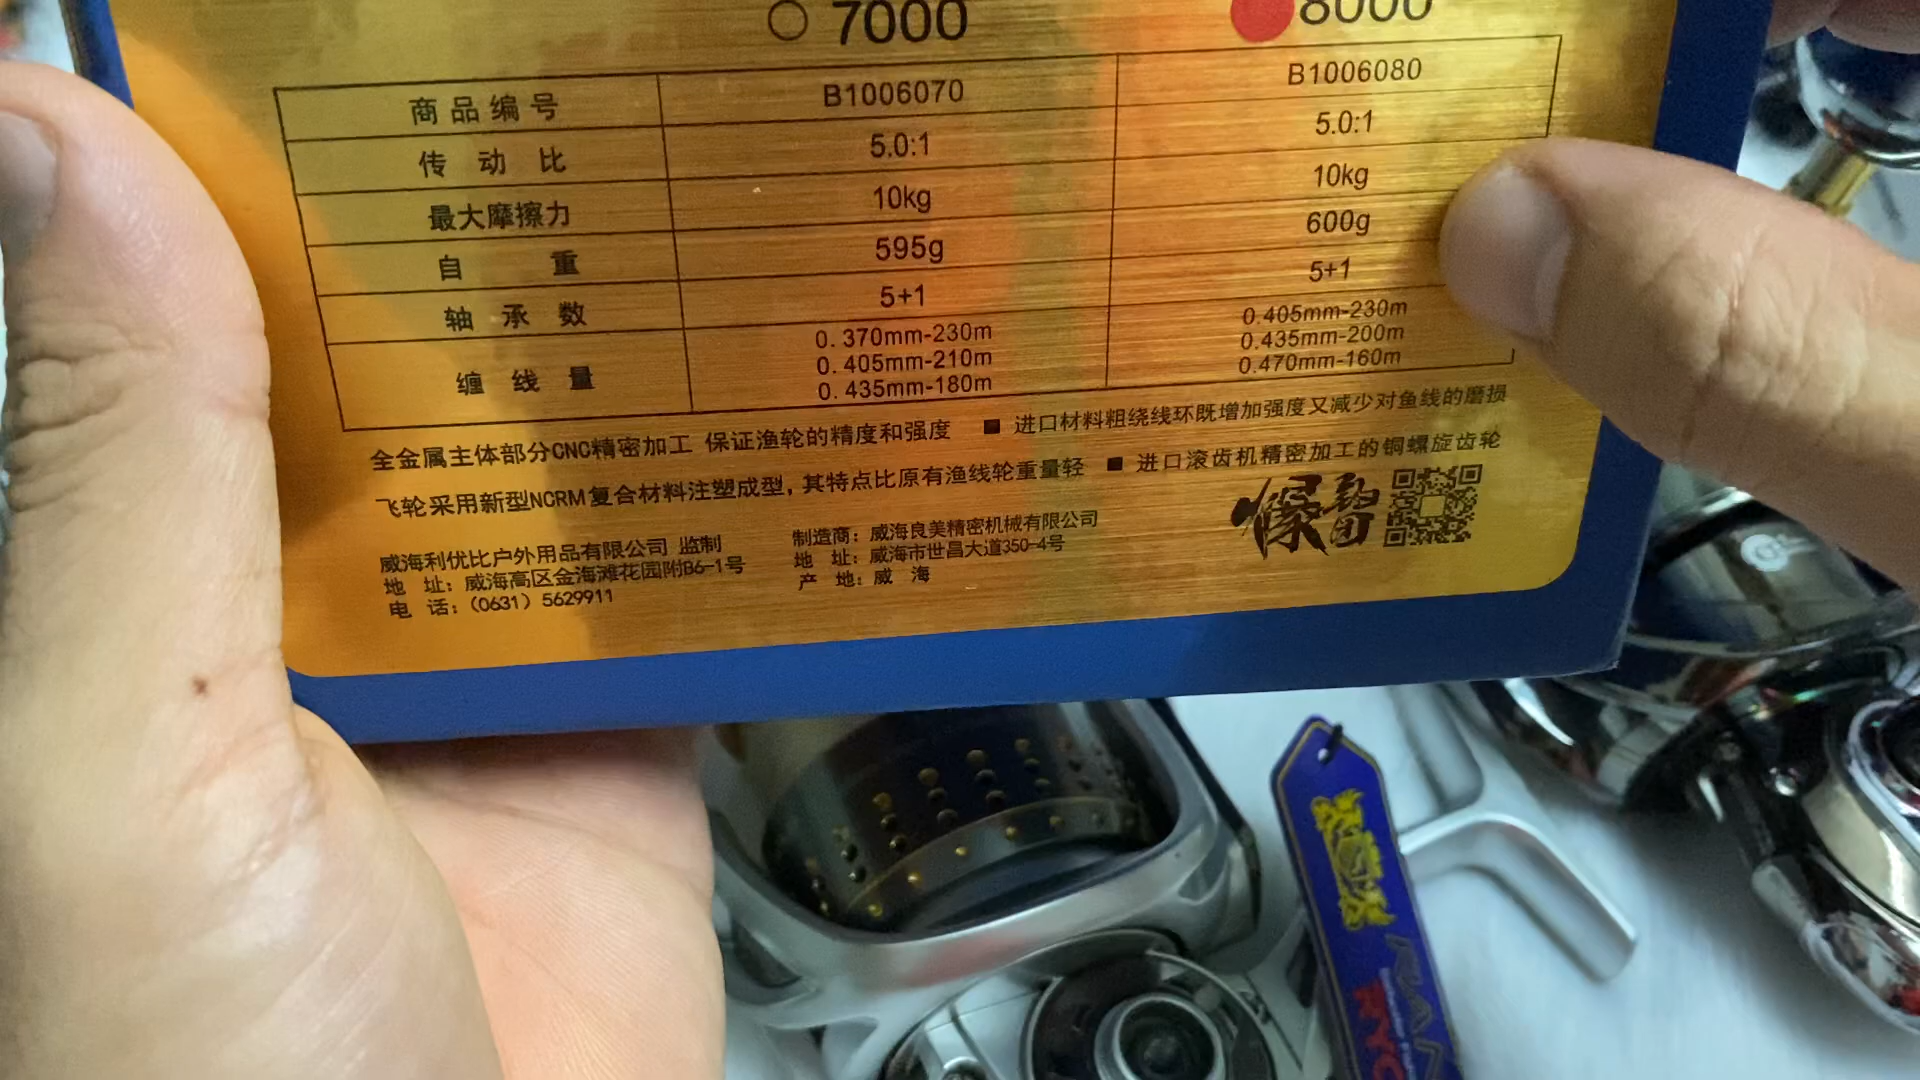 7000 8000
商品编号 B1006070 B1006080
传动比 5.0:1 5.0:1
最大摩擦力 10kg 10kg
自重 595g 600g
轴承数 5+1 5+1
缠线量 0.370mm-230m 0.405mm-230m
0.405mm-210m 0.435mm-200m
0.435mm-180m 0.470mm-160m
全金属主体部分CNC精密加工 保证渔轮的精度和强度 ■ 进口材料粗绕线环既增加强度又减少对鱼线的磨损
飞轮采用新型NCRM复合材料注塑成型，其特点比原有渔线轮重量轻 ■ 进口滚齿机精密加工的铜螺旋齿轮
威海利优比户外用品有限公司 监制
地 址：威海高区金海滩花园附B6-1号
电 话：（0631）5629911
制造商：威海良美精密机械有限公司
地 址：威海市世昌大道350-4号
产 地：威 海